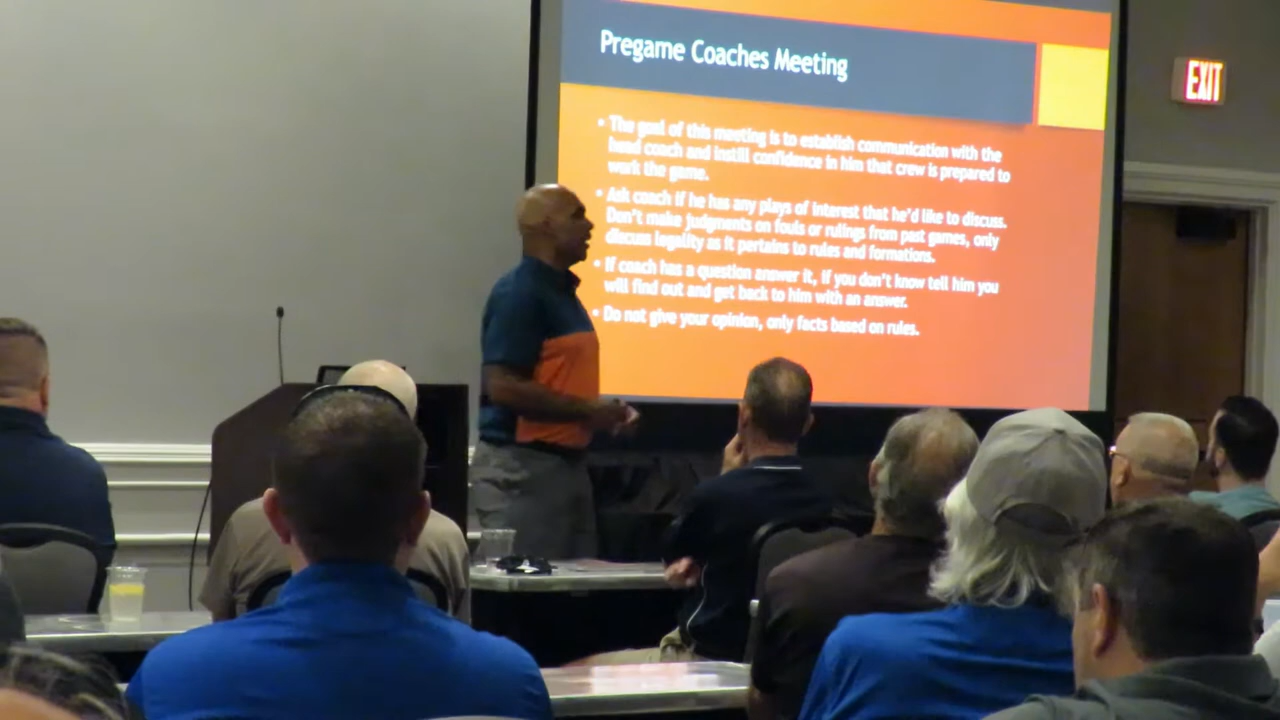 Pregame Coaches Meeting
EXIT
• The goal of this meeting is to establish communication with the
head coach and instill confidence in him that crew is prepared to
work the game.
• Ask coach if he has any plays of interest that he'd like to discuss.
Don't make judgments on fouls or rulings from past games, only
discuss legality as it pertains to rules and formations.
• If coach has a question answer it, if you don't know tell him you
will find out and get back to him with an answer.
• Do not give your opinion, only facts based on rules.